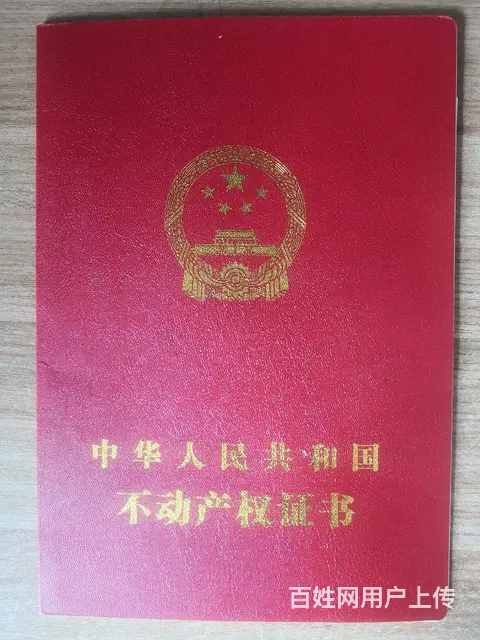 中华人民共和国
不动产权证书
百姓网用户上传